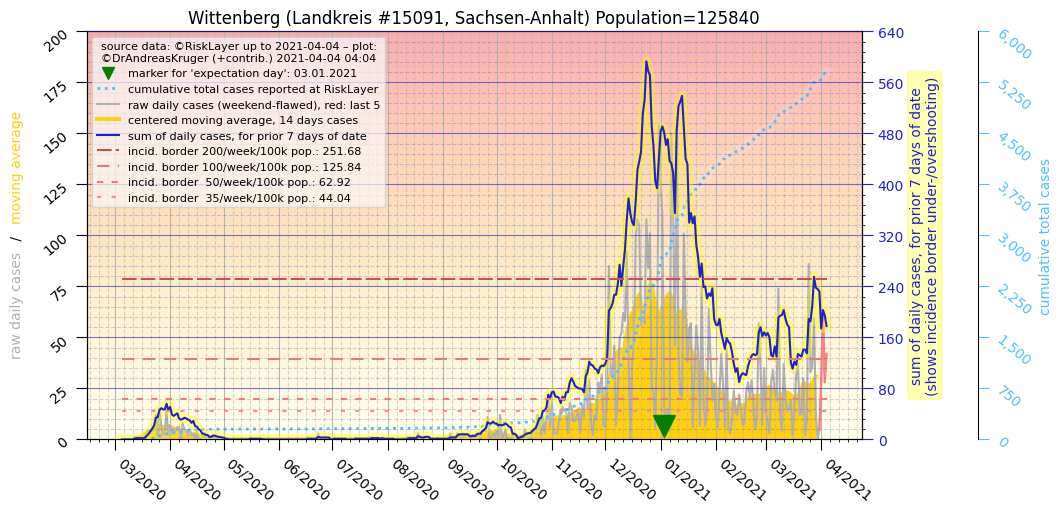 Wittenberg (Landkreis #15091, Sachsen-Anhalt) Population=125840
source data: ©RiskLayer up to 2021-04-04 – plot:
©DrAndreasKruger (+contrib.) 2021-04-04 04:04
marker for 'expectation day': 03.01.2021
cumulative total cases reported at RiskLayer
raw daily cases (weekend-flawed), red: last 5
centered moving average, 14 days cases
sum of daily cases, for prior 7 days of date
incid. border 200/week/100k pop.: 251.68
incid. border 100/week/100k pop.: 125.84
incid. border  50/week/100k pop.: 62.92
incid. border  35/week/100k pop.: 44.04
raw daily cases / moving average
200
175
150
125
100
75
50
25
0
03/2020
04/2020
05/2020
06/2020
07/2020
08/2020
09/2020
10/2020
11/2020
12/2020
01/2021
02/2021
03/2021
04/2021
640
560
480
400
320
240
160
80
0
sum of daily cases, for prior 7 days of date
(shows incidence border under-/overshooting)
6,000
5,250
4,500
3,750
3,000
2,250
1,500
750
0
cumulative total cases